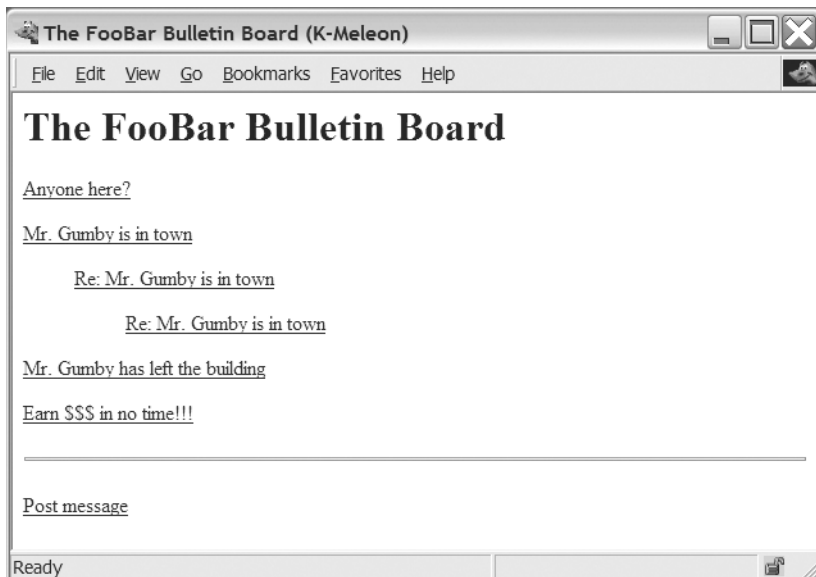 The FooBar Bulletin Board (K-Meleon)
File Edit View Go Bookmarks Favorites Help
The FooBar Bulletin Board
Anyone here?
Mr. Gumby is in town
Re: Mr. Gumby is in town
Re: Mr. Gumby is in town
Mr. Gumby has left the building
Earn $$$ in no time!!!
Post message
Ready